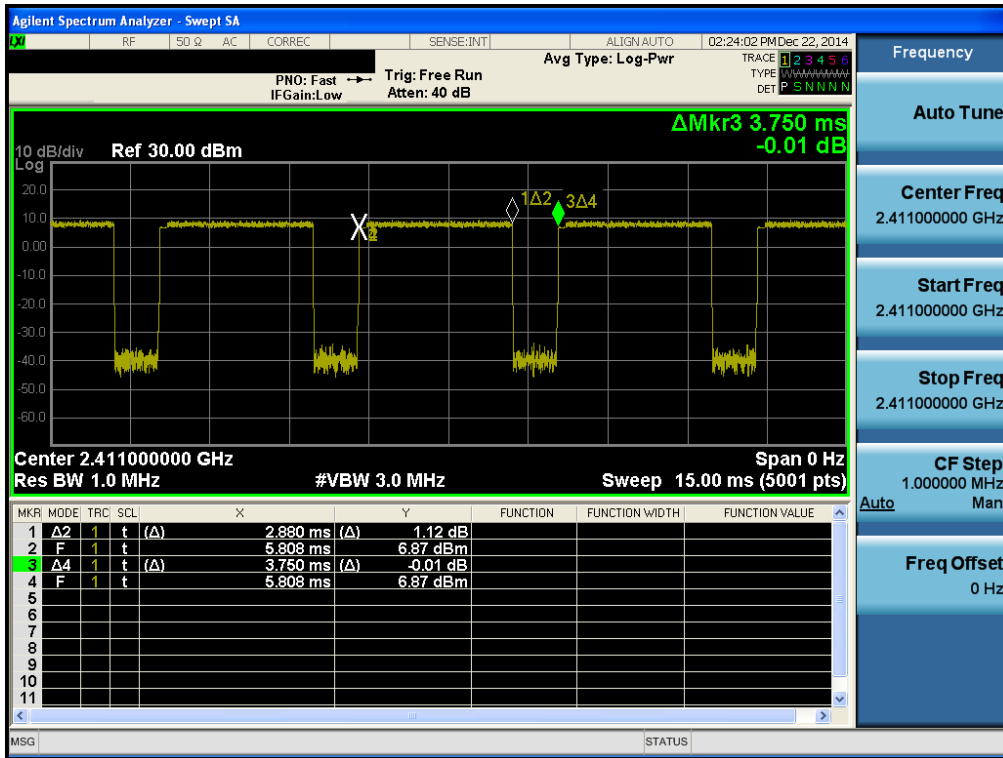 Agilent Spectrum Analyzer - Swept SA
LXI RF 50 Ω AC CORREC SENSE:INT ALIGN AUTO 02:24:02 PM Dec 22, 2014
PNO: Fast Trig: Free Run Avg Type: Log-Pwr TRACE 1 2 3 4 5 6
IFGain:Low Atten: 40 dB TYPE WWWWWW
DET P S N N N N
ΔMkr3 3.750 ms
-0.01 dB
10 dB/div Ref 30.00 dBm
Log
20.0
10.0
0.00
-10.0
-20.0
-30.0
-40.0
-50.0
-60.0
X
2
1Δ2
3Δ4
Center 2.411000000 GHz Span 0 Hz
Res BW 1.0 MHz #VBW 3.0 MHz Sweep 15.00 ms (5001 pts)
MKR MODE TRC SCL X Y FUNCTION FUNCTION WIDTH FUNCTION VALUE
1 Δ2 1 t (Δ) 2.880 ms (Δ) 1.12 dB
2 F 1 t 5.808 ms 6.87 dBm
3 Δ4 1 t (Δ) 3.750 ms (Δ) -0.01 dB
4 F 1 t 5.808 ms 6.87 dBm
5
6
7
8
9
10
11
MSG STATUS
Frequency
Auto Tune
Center Freq
2.411000000 GHz
Start Freq
2.411000000 GHz
Stop Freq
2.411000000 GHz
CF Step
1.000000 MHz
Auto Man
Freq Offset
0 Hz